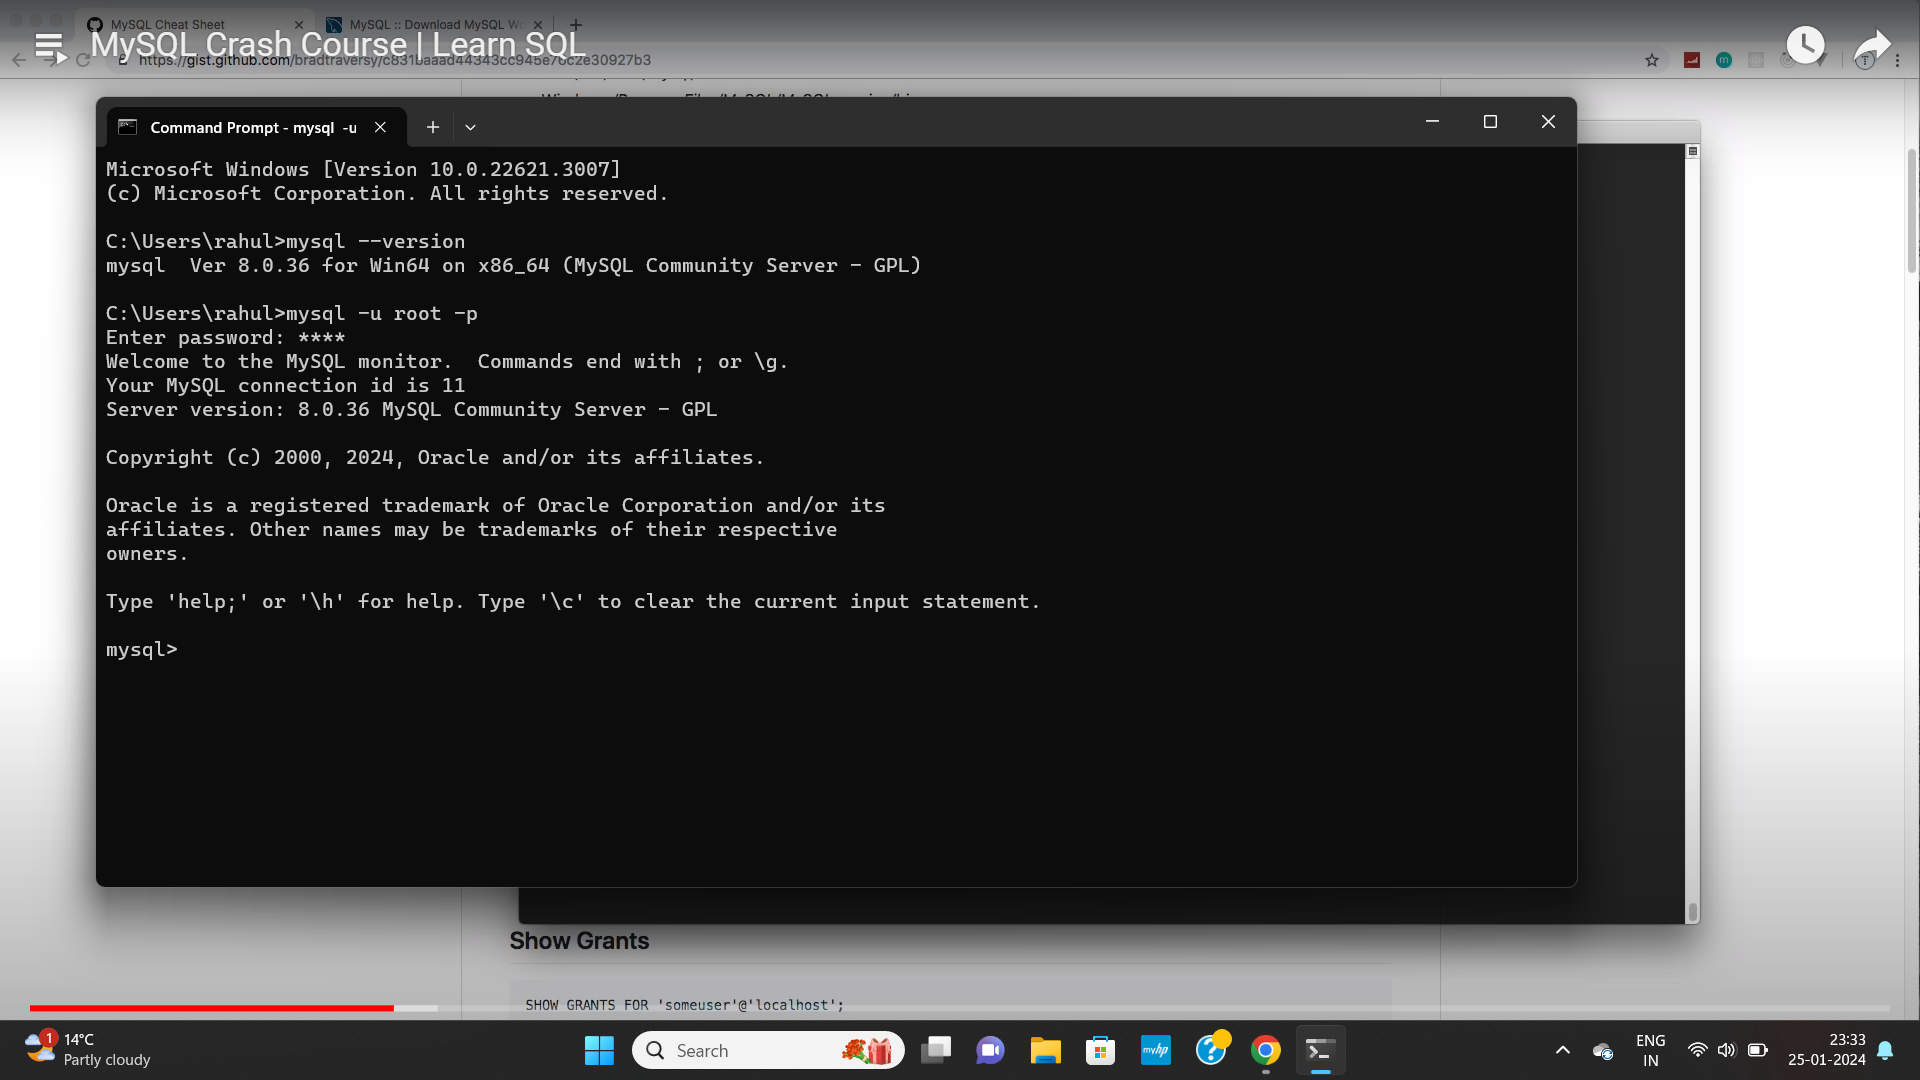 MySQL Cheat Sheet
MySQL :: Download MySQL Wo
MySQL Crash Course | Learn SQL
https://gist.github.com/bradtraversy/c831baaad44343cc945e76c2e30927b3
Command Prompt - mysql -u
Microsoft Windows [Version 10.0.22621.3007]
(c) Microsoft Corporation. All rights reserved.
C:\Users\rahul>mysql --version
mysql  Ver 8.0.36 for Win64 on x86_64 (MySQL Community Server - GPL)
C:\Users\rahul>mysql -u root -p
Enter password: ****
Welcome to the MySQL monitor.  Commands end with ; or \g.
Your MySQL connection id is 11
Server version: 8.0.36 MySQL Community Server - GPL
Copyright (c) 2000, 2024, Oracle and/or its affiliates.
Oracle is a registered trademark of Oracle Corporation and/or its
affiliates. Other names may be trademarks of their respective
owners.
Type 'help;' or '\h' for help. Type '\c' to clear the current input statement.
mysql>
Show Grants
SHOW GRANTS FOR 'someuser'@'localhost';
1
14°C
Partly cloudy
Search
myhp
ENG
IN
23:33
25-01-2024